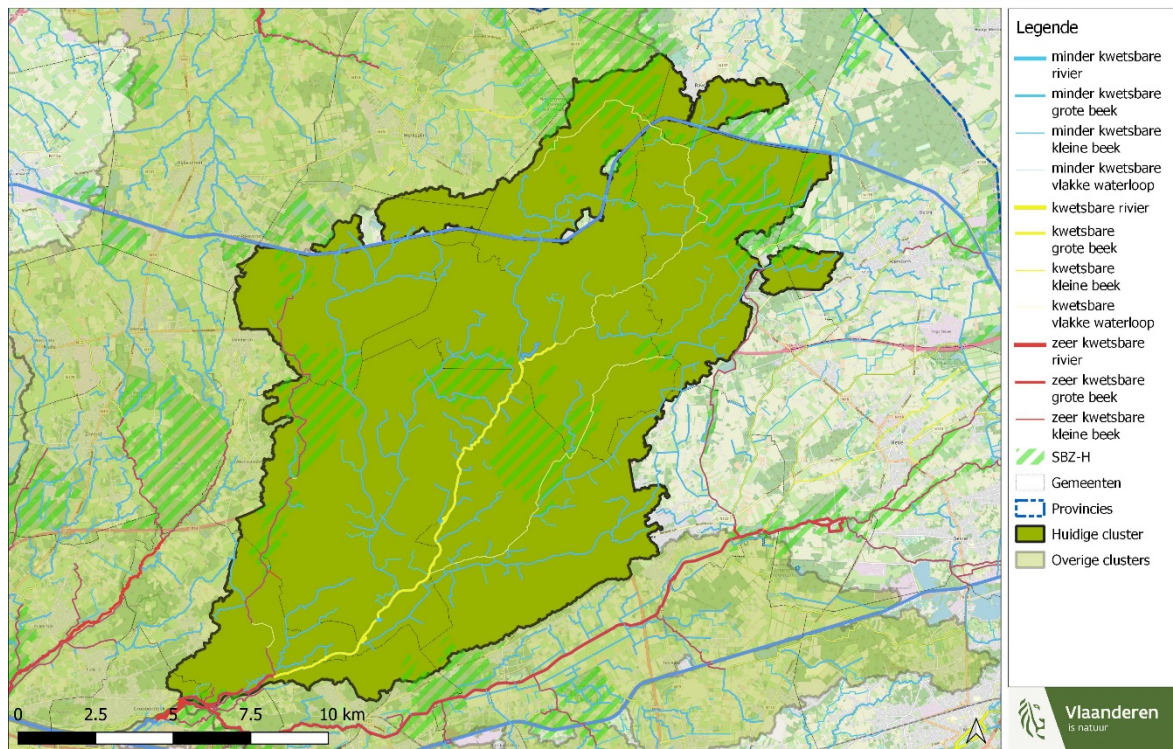 Legende
minder kwetsbare
rivier
minder kwetsbare
grote beek
minder kwetsbare
kleine beek
minder kwetsbare
vlakke waterloop
kwetsbare rivier
kwetsbare
grote beek
kwetsbare
kleine beek
kwetsbare
vlakke waterloop
zeer kwetsbare
rivier
zeer kwetsbare
grote beek
zeer kwetsbare
kleine beek
SBZ-H
Gemeenten
Provincies
Huidige cluster
Overige clusters
0 2.5 5 7.5 10 km
Vlaanderen
is natuur